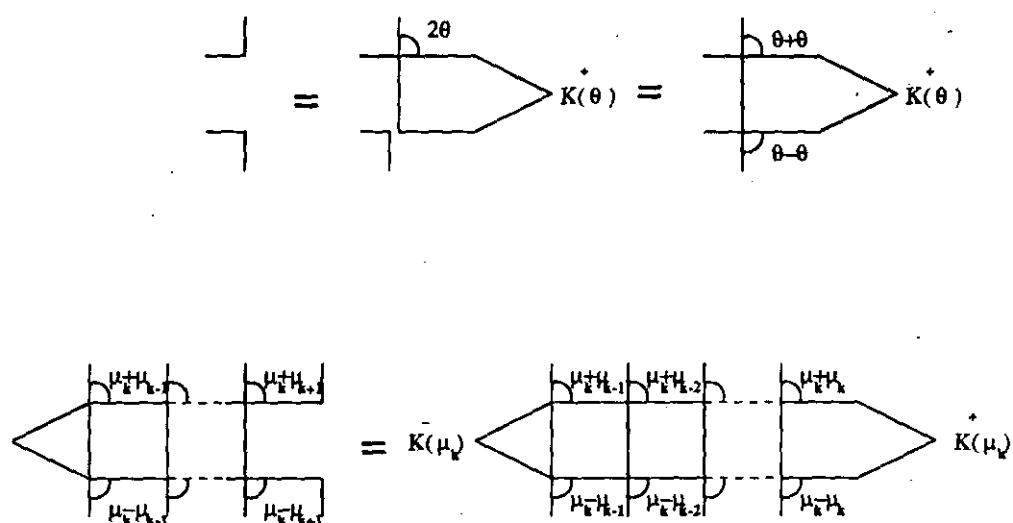 2θ
θ+θ
= K⁺(θ) = K⁺(θ)
θ−θ
μₖ+μₖ₋₁ μₖ+μₖ₊₁ μₖ+μₖ₋₁ μₖ+μₖ₋₂ μₖ+μₖ
= K⁻(μₖ) K⁺(μₖ)
μₖ−μₖ₋₁ μₖ−μₖ₊₁ μₖ−μₖ₋₁ μₖ−μₖ₋₂ μₖ−μₖ